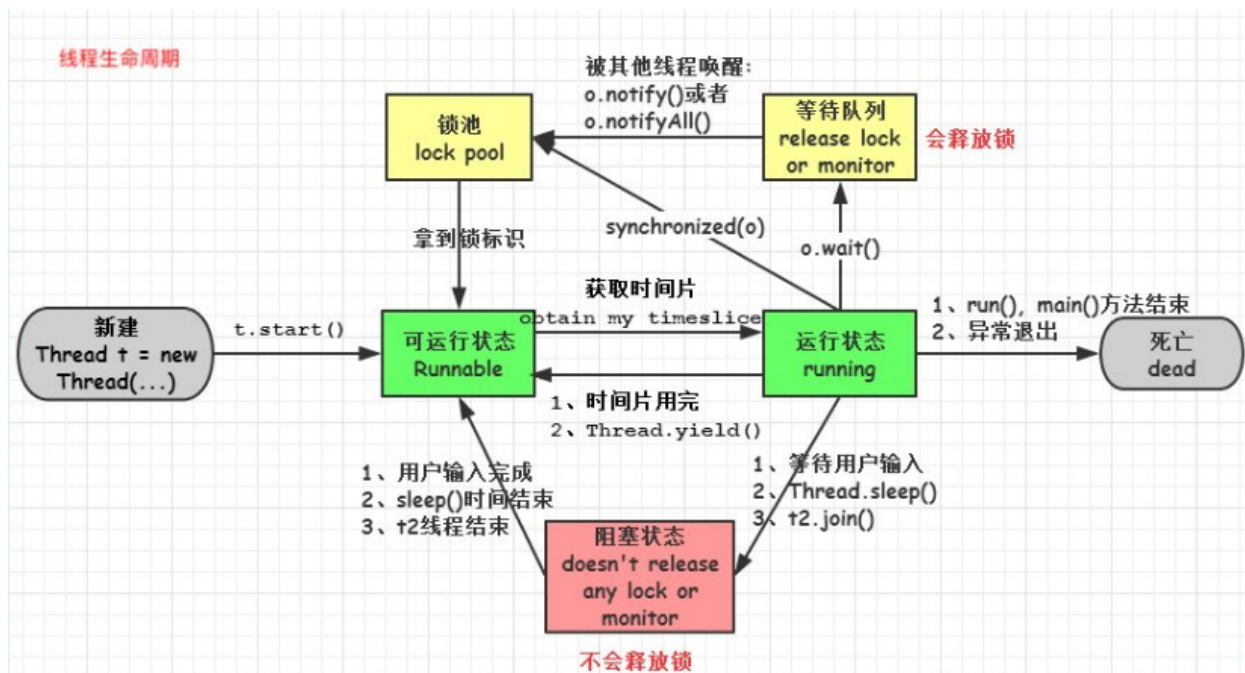 线程生命周期
被其他线程唤醒:
o.notify()或者
o.notifyAll()
锁池
lock pool
等待队列
release lock
or monitor
会释放锁
拿到锁标识
synchronized(o)
o.wait()
新建
Thread t = new
Thread(...)
t.start()
可运行状态
Runnable
获取时间片
obtain my timeslice
运行状态
running
1、run(), main()方法结束
2、异常退出
死亡
dead
1、时间片用完
2、Thread.yield()
1、用户输入完成
2、sleep()时间结束
3、t2线程结束
1、等待用户输入
2、Thread.sleep()
3、t2.join()
阻塞状态
doesn't release
any lock or
monitor
不会释放锁